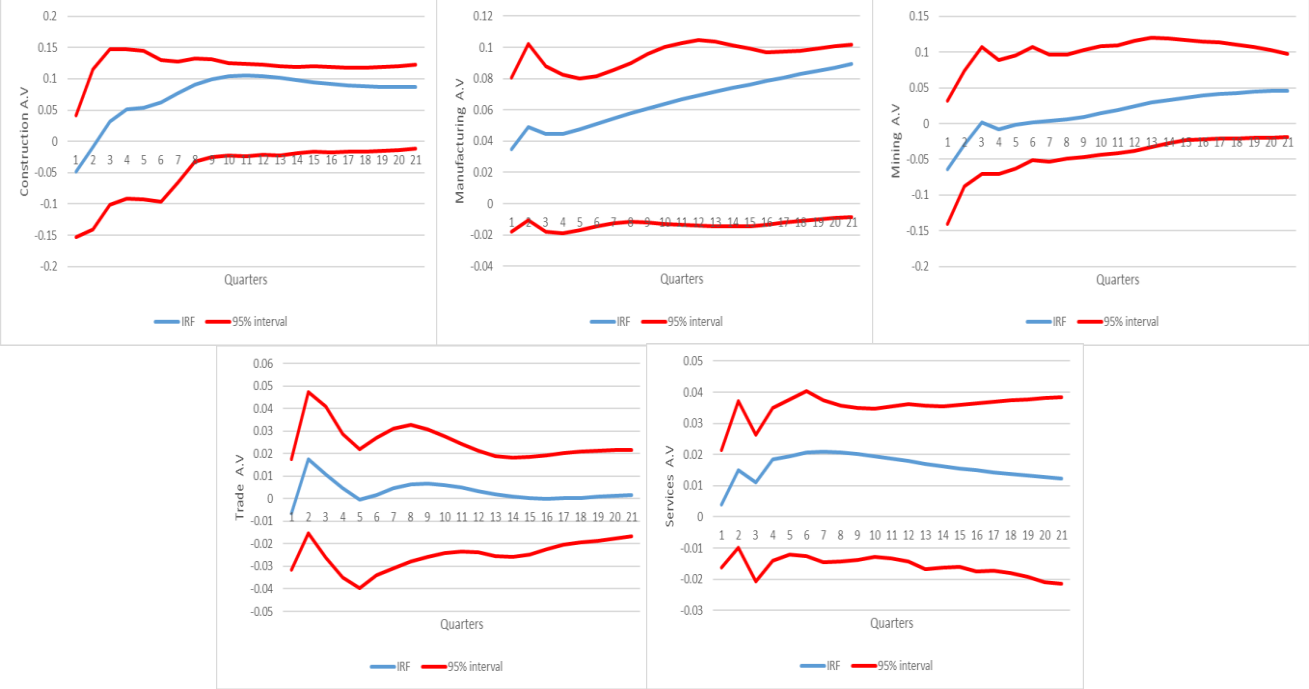 Construction A.V
0.2
0.15
0.1
0.05
0
-0.05
-0.1
-0.15
-0.2
1 2 3 4 5 6 7 8 9 10 11 12 13 14 15 16 17 18 19 20 21
Quarters
IRF 95% interval
Manufacturing A.V
0.12
0.1
0.08
0.06
0.04
0.02
0
-0.02
-0.04
1 2 3 4 5 6 7 8 9 10 11 12 13 14 15 16 17 18 19 20 21
Quarters
IRF 95% interval
Mining A.V
0.15
0.1
0.05
0
-0.05
-0.1
-0.15
-0.2
1 2 3 4 5 6 7 8 9 10 11 12 13 14 15 16 17 18 19 20 21
Quarters
IRF 95% interval
Trade A.V
0.06
0.05
0.04
0.03
0.02
0.01
0
-0.01
-0.02
-0.03
-0.04
-0.05
1 2 3 4 5 6 7 8 9 10 11 12 13 14 15 16 17 18 19 20 21
Quarters
IRF 95% interval
Services A.V
0.05
0.04
0.03
0.02
0.01
0
-0.01
-0.02
-0.03
1 2 3 4 5 6 7 8 9 10 11 12 13 14 15 16 17 18 19 20 21
Quarters
IRF 95% interval